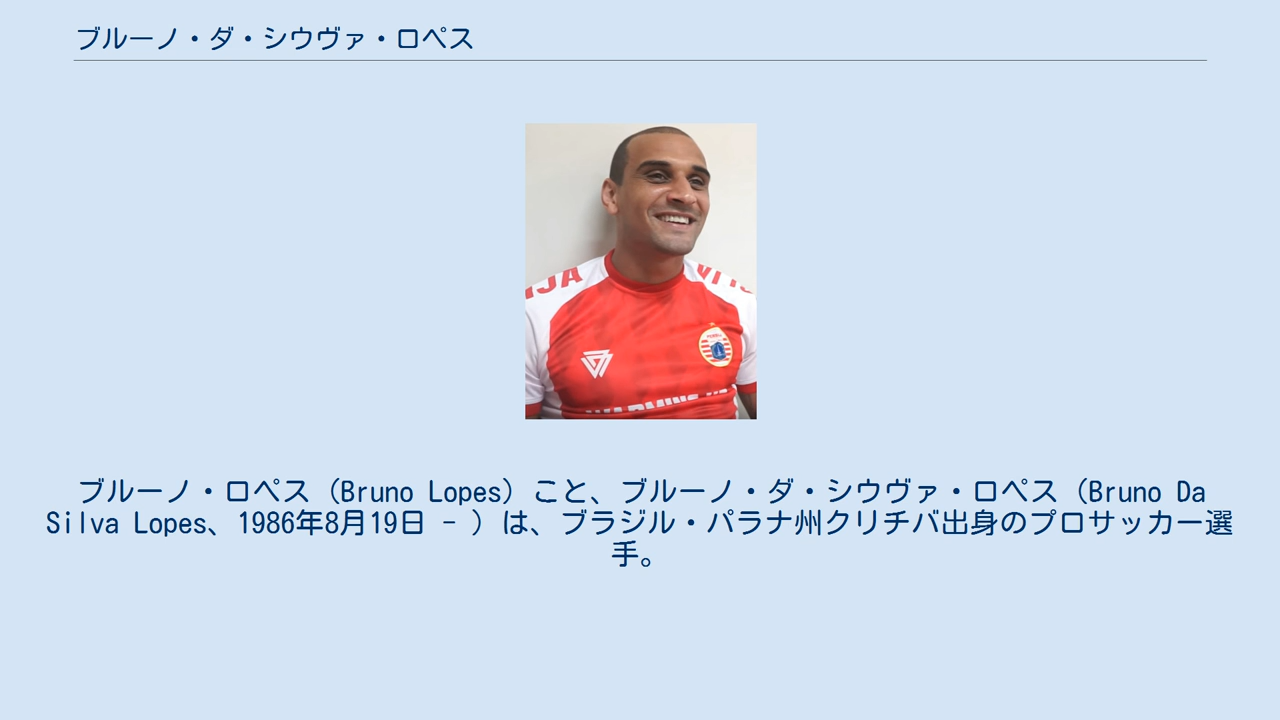 ブルーノ・ダ・シウヴァ・ロペス
ブルーノ・ロペス（Bruno Lopes）こと、ブルーノ・ダ・シウヴァ・ロペス（Bruno Da
Silva Lopes、1986年8月19日 - ）は、ブラジル・パラナ州クリチバ出身のプロサッカー選
手。